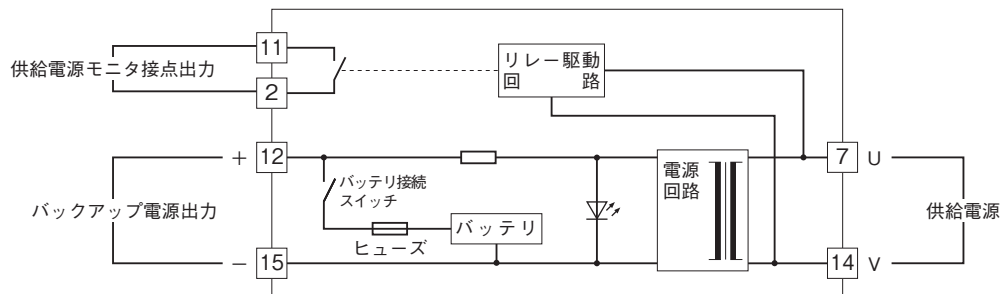 11
供給電源モニタ接点出力
2
リレー駆動
回　　路
＋ 12
7 U
バッテリ接続
スイッチ
電源
回路
バックアップ電源出力
バッテリ
ヒューズ
供給電源
－ 15
14 V